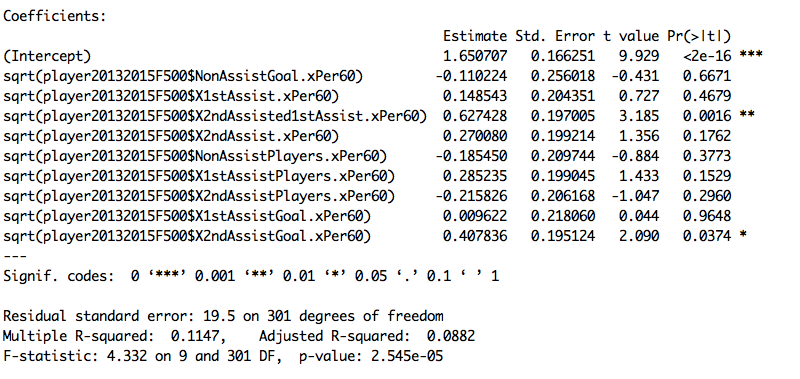 Coefficients:
Estimate Std. Error t value Pr(>|t|)
(Intercept) 1.650707 0.166251 9.929 <2e-16 ***
sqrt(player20132015F500$NonAssistGoal.xPer60) -0.110224 0.256018 -0.431 0.6671
sqrt(player20132015F500$X1stAssist.xPer60) 0.148543 0.204351 0.727 0.4679
sqrt(player20132015F500$X2ndAssisted1stAssist.xPer60) 0.627428 0.197005 3.185 0.0016 **
sqrt(player20132015F500$X2ndAssist.xPer60) 0.270080 0.199214 1.356 0.1762
sqrt(player20132015F500$NonAssistPlayers.xPer60) -0.185450 0.209744 -0.884 0.3773
sqrt(player20132015F500$X1stAssistPlayers.xPer60) 0.285235 0.199045 1.433 0.1529
sqrt(player20132015F500$X2ndAssistPlayers.xPer60) -0.215826 0.206168 -1.047 0.2960
sqrt(player20132015F500$X1stAssistGoal.xPer60) 0.009622 0.218060 0.044 0.9648
sqrt(player20132015F500$X2ndAssistGoal.xPer60) 0.407836 0.195124 2.090 0.0374 *
---
Signif. codes: 0 ‘***’ 0.001 ‘**’ 0.01 ‘*’ 0.05 ‘.’ 0.1 ‘ ’ 1
Residual standard error: 19.5 on 301 degrees of freedom
Multiple R-squared: 0.1147, Adjusted R-squared: 0.0882
F-statistic: 4.332 on 9 and 301 DF, p-value: 2.545e-05